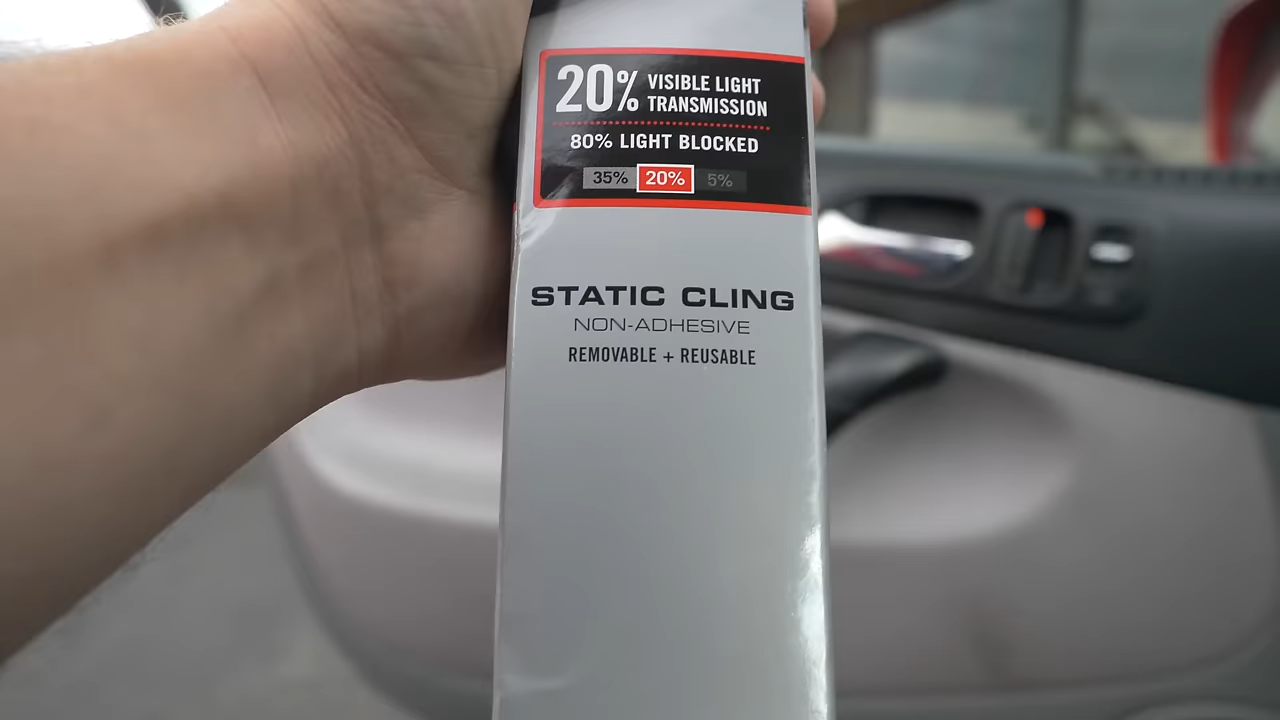 20% VISIBLE LIGHT
TRANSMISSION
80% LIGHT BLOCKED
35% 20% 5%
STATIC CLING
NON-ADHESIVE
REMOVABLE + REUSABLE